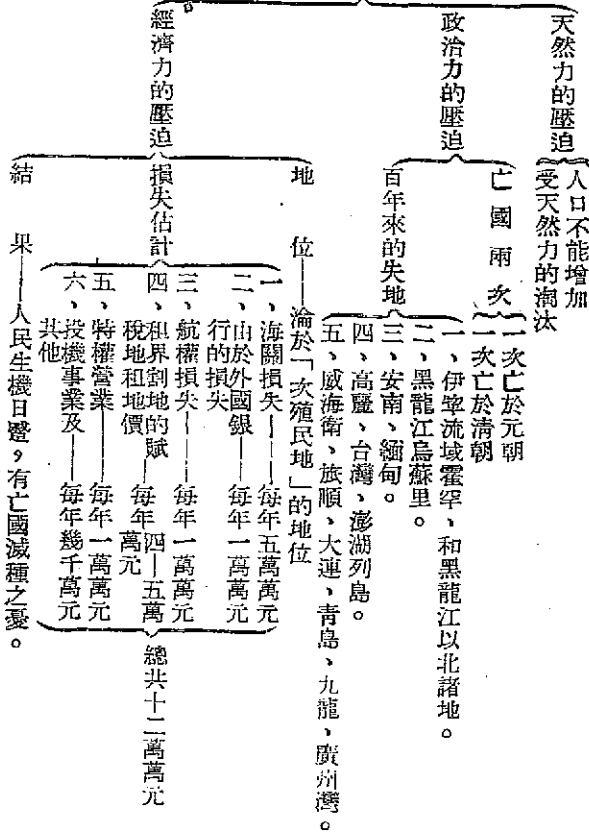 天然力的壓迫
人口不能增加
受天然力的淘汰
政治力的壓迫
亡國兩次
一次亡於元朝
一次亡於清朝
百年來的失地
一、伊犂流域霍罕、和黑龍江以北諸地。
二、黑龍江烏蘇里。
三、安南、緬甸。
四、高麗、台灣、澎湖列島。
五、威海衛、旅順、大連、青島、九龍、廣州灣。
經濟力的壓迫
地位——淪於「次殖民地」的地位
損失估計
一、海關損失——每年五萬萬元
二、由於外國銀
行的損失——每年一萬萬元
三、航權損失——每年一萬萬元
四、租界割地的賦
稅地租地價——每年四—五萬
萬元
五、特權營業——每年一萬萬元
六、投機事業及
其他——每年幾千萬元
總共十二萬萬元
結果——人民生機日蹙,有亡國滅種之憂。